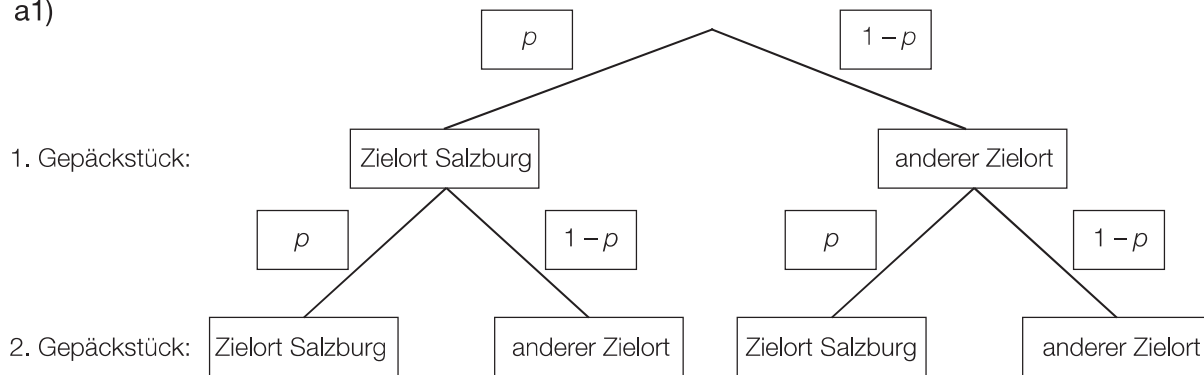 a1)
p 1 – p
1. Gepäckstück: Zielort Salzburg anderer Zielort
p 1 – p p 1 – p
2. Gepäckstück: Zielort Salzburg anderer Zielort Zielort Salzburg anderer Zielort